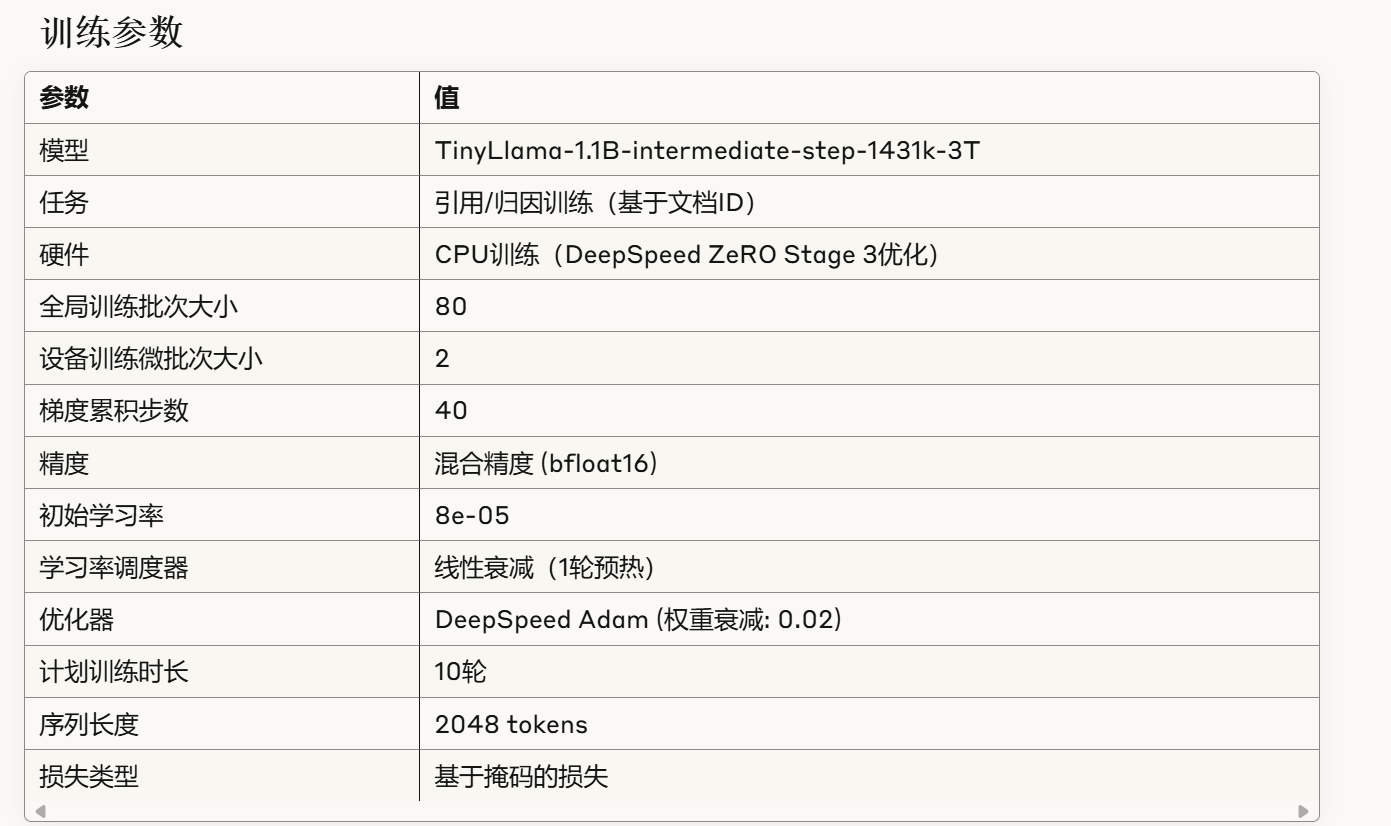 训练参数
参数 值
模型 TinyLlama-1.1B-intermediate-step-1431k-3T
任务 引用/归因训练（基于文档ID）
硬件 CPU训练（DeepSpeed ZeRO Stage 3优化）
全局训练批次大小 80
设备训练微批次大小 2
梯度累积步数 40
精度 混合精度 (bfloat16)
初始学习率 8e-05
学习率调度器 线性衰减（1轮预热）
优化器 DeepSpeed Adam (权重衰减: 0.02)
计划训练时长 10轮
序列长度 2048 tokens
损失类型 基于掩码的损失